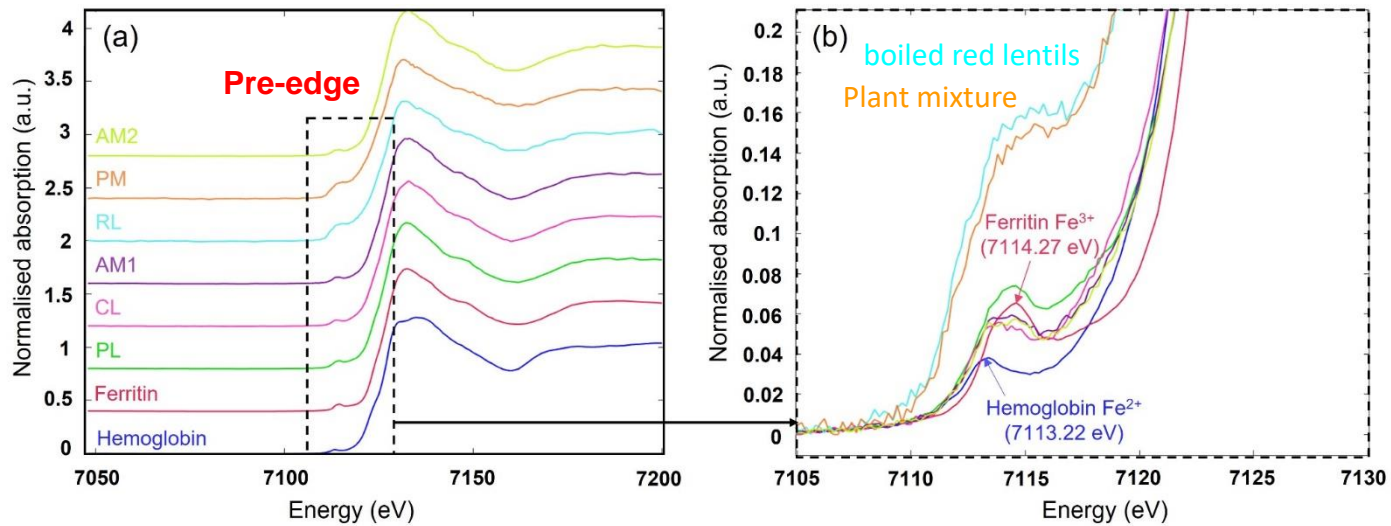 (a)
Pre-edge
AM2
PM
RL
AM1
CL
PL
Ferritin
Hemoglobin
4
3.5
3
2.5
2
1.5
1
0.5
0
Normalised absorption (a.u.)
7050
7100
7150
7200
Energy (eV)
(b)
boiled red lentils
Plant mixture
Ferritin Fe³⁺
(7114.27 eV)
Hemoglobin Fe²⁺
(7113.22 eV)
0.2
0.18
0.16
0.14
0.12
0.1
0.08
0.06
0.04
0.02
0
Normalised absorption (a.u.)
7105
7110
7115
7120
7125
7130
Energy (eV)